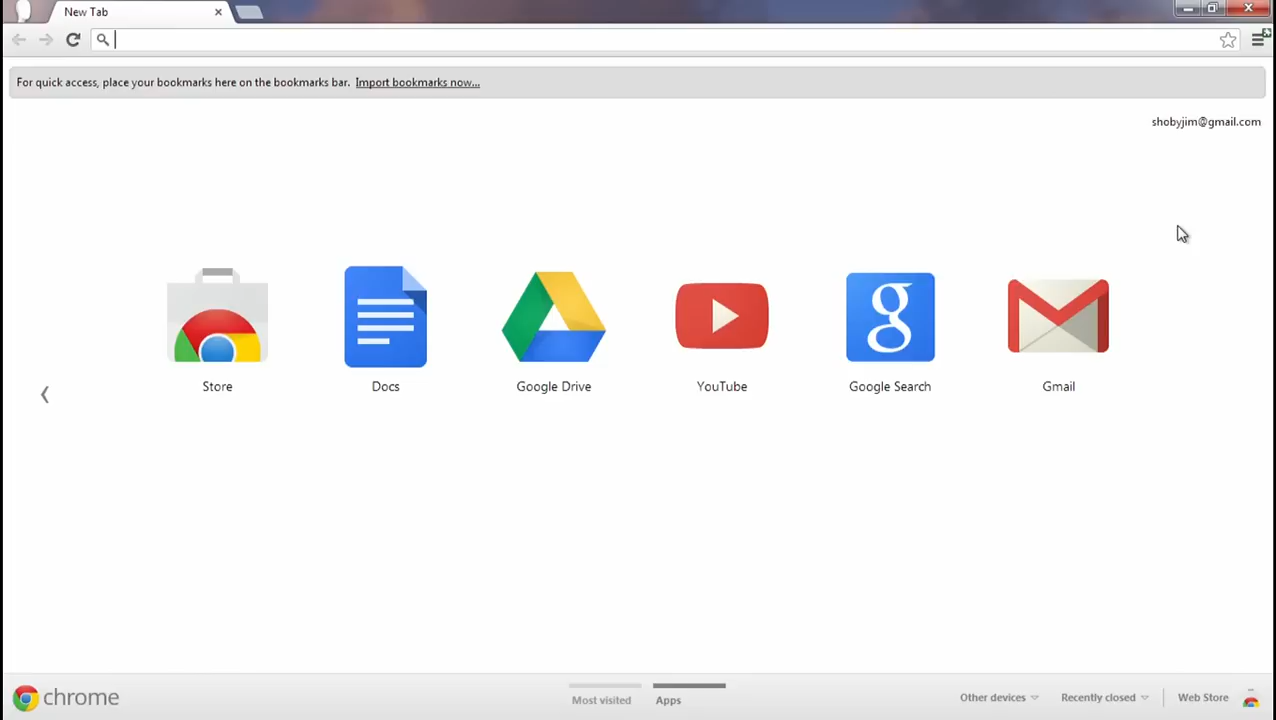 New Tab
For quick access, place your bookmarks here on the bookmarks bar. Import bookmarks now...
shobyjim@gmail.com
Store Docs Google Drive YouTube Google Search Gmail
chrome Most visited Apps Other devices Recently closed Web Store